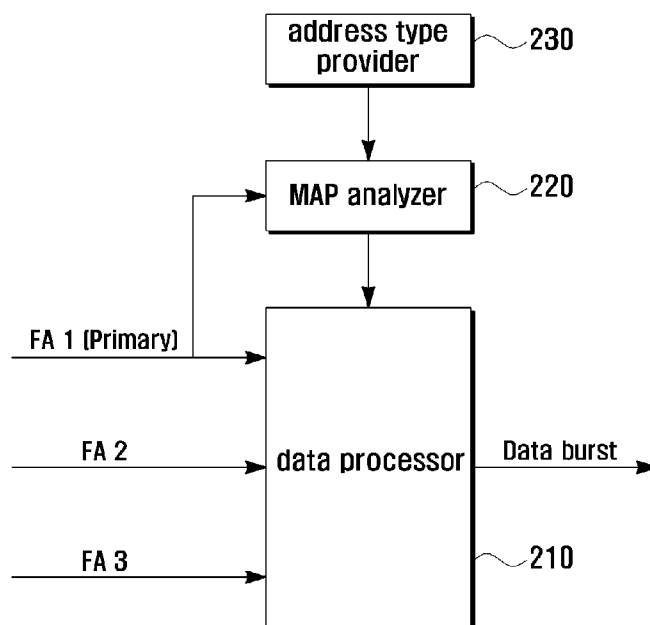 address type
provider
230
MAP analyzer
220
FA 1 (Primary)
FA 2
data processor
Data burst
FA 3
210